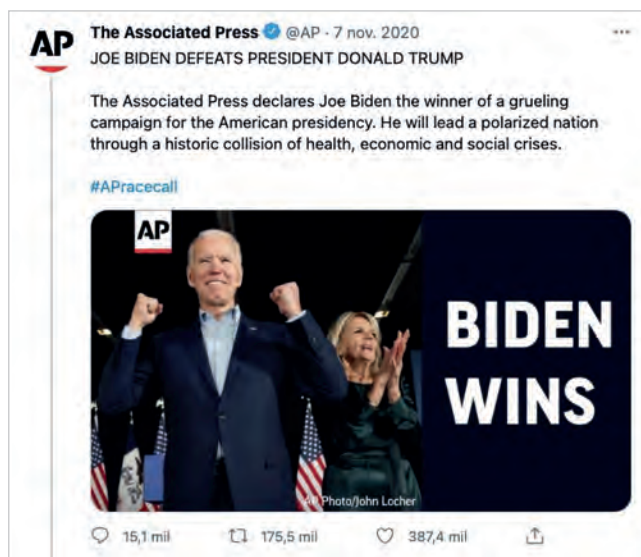 AP
The Associated Press @AP · 7 nov. 2020
JOE BIDEN DEFEATS PRESIDENT DONALD TRUMP
The Associated Press declares Joe Biden the winner of a grueling
campaign for the American presidency. He will lead a polarized nation
through a historic collision of health, economic and social crises.
#APracecall
AP
BIDEN
WINS
AP Photo/John Locher
15,1 mil 175,5 mil 387,4 mil